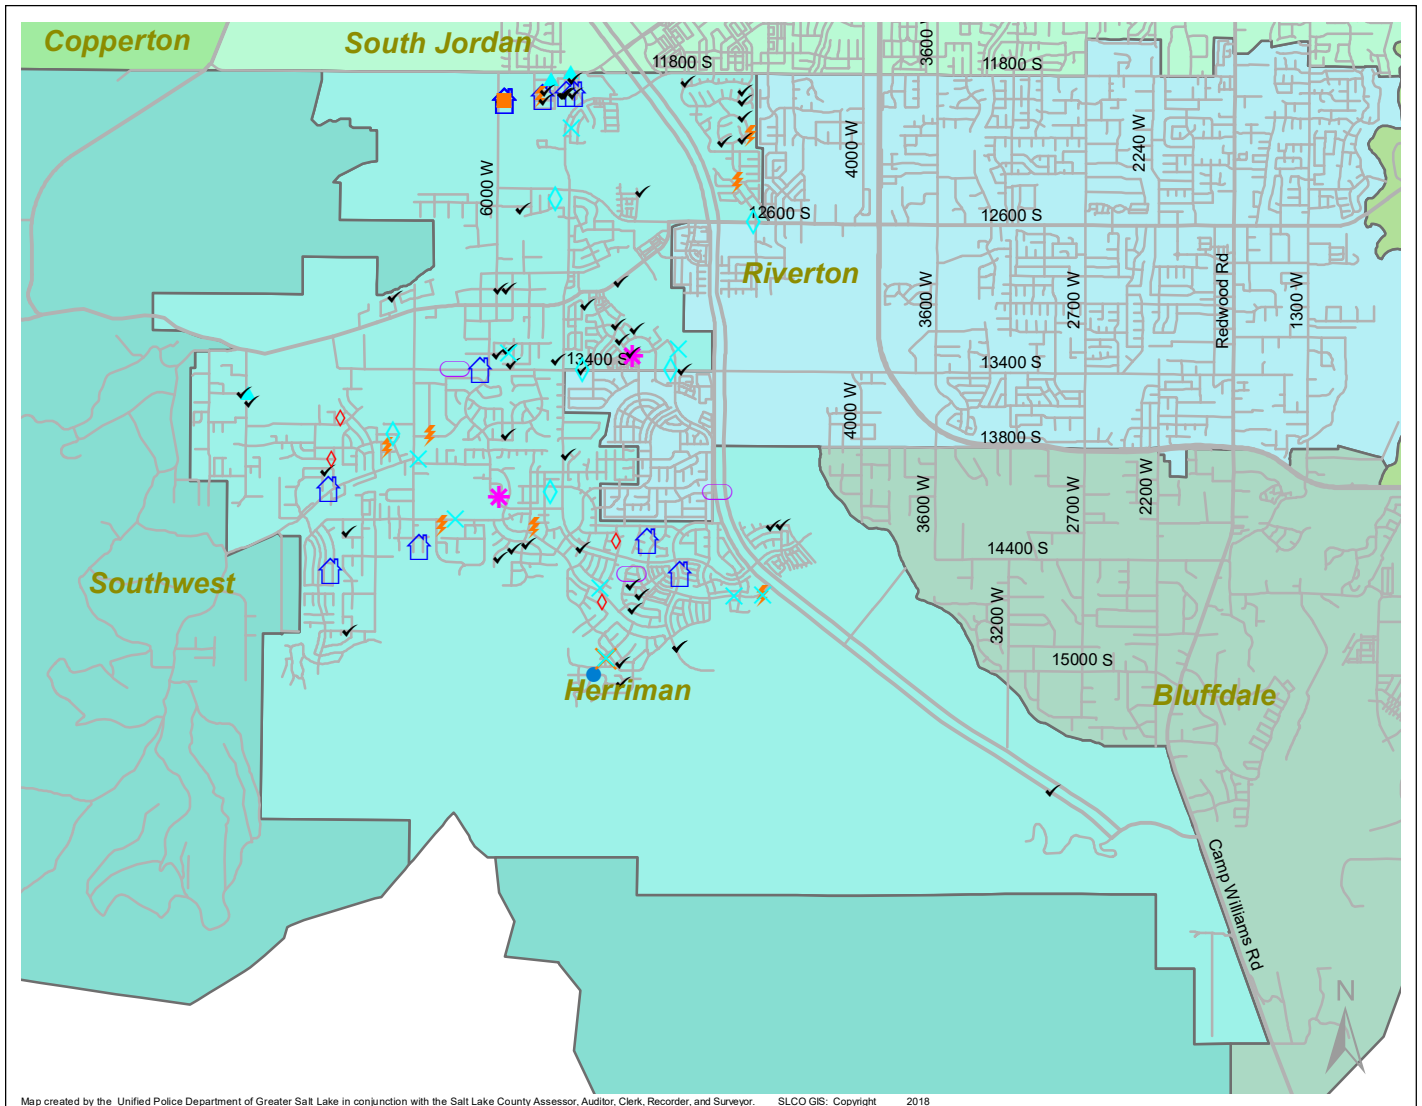 Copperton
South Jordan
3600
11800 S
11800 S
4000 W
2240 W
6000 W
12600 S
12600 S
Riverton
Redwood Rd
3600 W
2700 W
1300 W
13400 S
13400 S
4000 W
13800 S
3600 W
2700 W
2200 W
14400 S
Southwest
3200 W
15000 S
Herriman
Bluffdale
Camp Williams Rd
N
Map created by the Unified Police Department of Greater Salt Lake in conjunction with the Salt Lake County Assessor, Auditor, Clerk, Recorder, and Surveyor. SLCO GIS: Copyright 2018